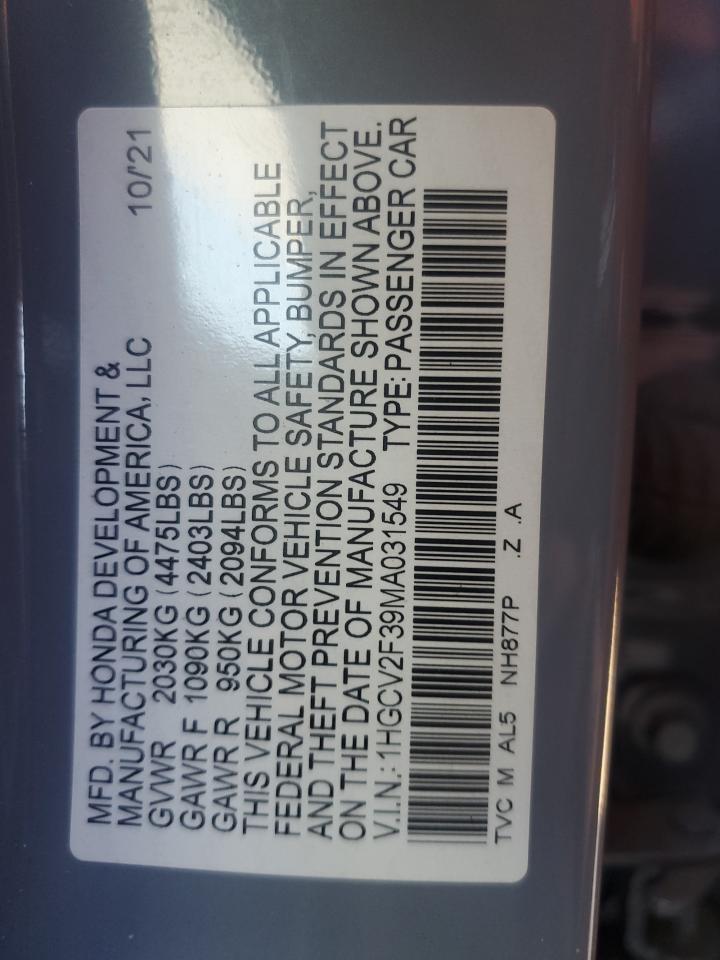 MFD. BY HONDA DEVELOPMENT &
MANUFACTURING OF AMERICA, LLC 10/'21
GVWR 2030KG (4475LBS)
GAWR F 1090KG (2403LBS)
GAWR R 950KG (2094LBS)
THIS VEHICLE CONFORMS TO ALL APPLICABLE
FEDERAL MOTOR VEHICLE SAFETY, BUMPER,
AND THEFT PREVENTION STANDARDS IN EFFECT
ON THE DATE OF MANUFACTURE SHOWN ABOVE.
V.I.N.: 1HGCV2F39MA031549 TYPE: PASSENGER CAR
TVC M AL5 NH877P .Z .A